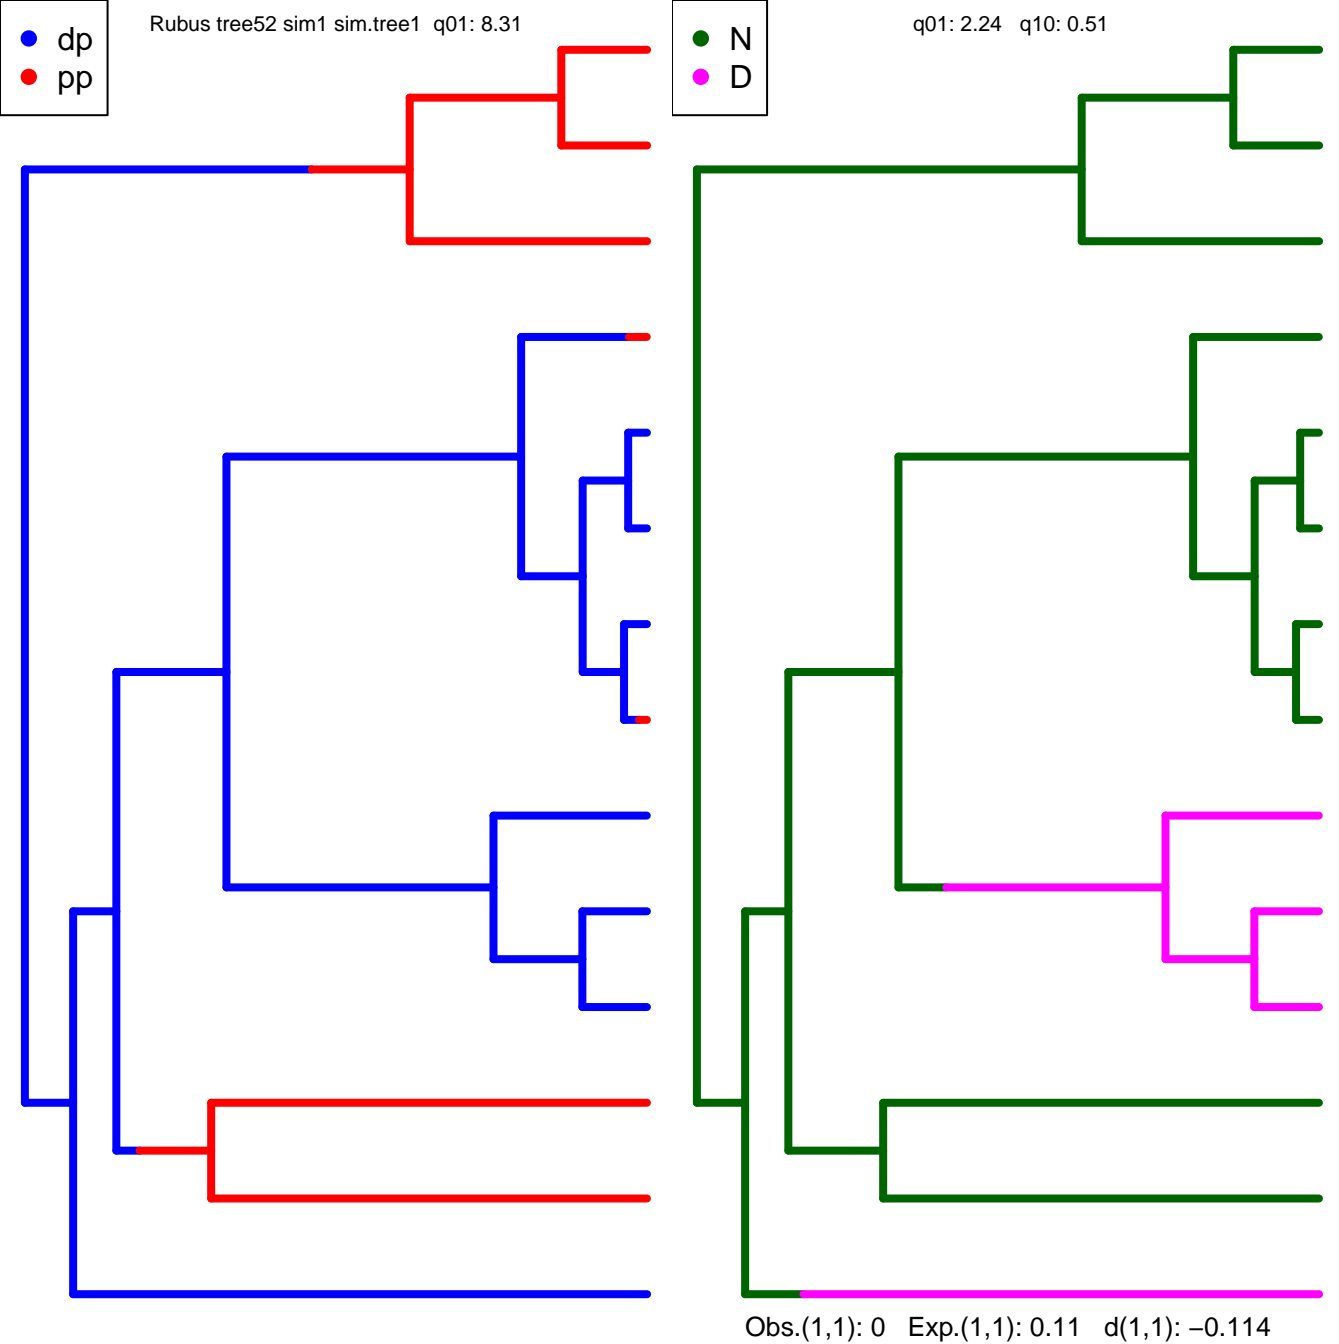 dp
pp
Rubus tree52 sim1 sim.tree1 q01: 8.31
N
D
q01: 2.24 q10: 0.51
Obs.(1,1): 0 Exp.(1,1): 0.11 d(1,1): −0.114